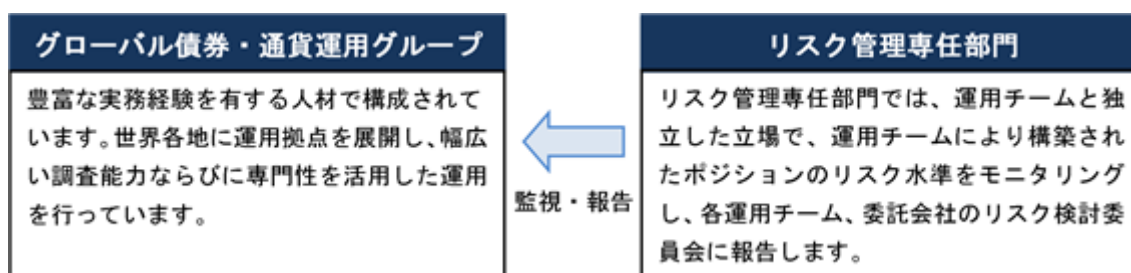 グローバル債券・通貨運用グループ
豊富な実務経験を有する人材で構成されて
います。世界各地に運用拠点を展開し、幅広
い調査能力ならびに専門性を活用した運用
を行っています。
監視・報告
リスク管理専任部門
リスク管理専任部門では、運用チームと独
立した立場で、運用チームにより構築され
たポジションのリスク水準をモニタリング
し、各運用チーム、委託会社のリスク検討委
員会に報告します。